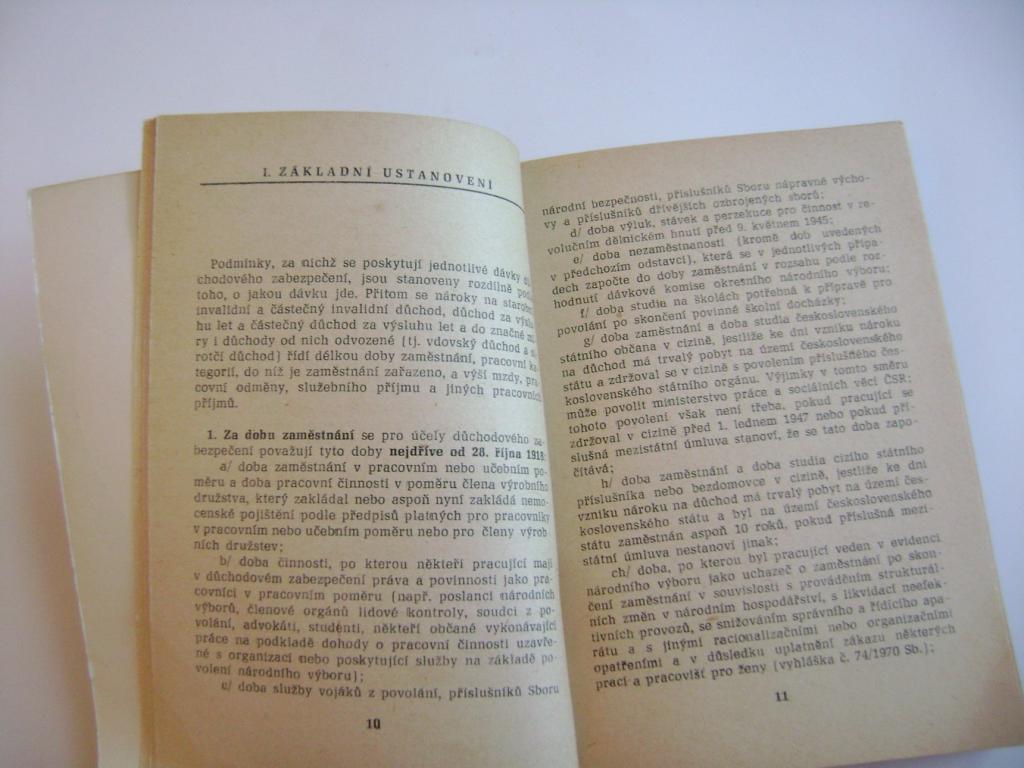 I. ZÁKLADNÍ USTANOVENÍ
Podmínky, za nichž se poskytují jednotlivé dávky
chodového zabezpečení, jsou stanoveny rozdílně
toho, o jakou dávku jde. Přitom se nároky na
invalidní a částečný invalidní důchod, důchod za
hu let a částečný důchod za výsluhu let a do značné
ry i důchody od nich odvozené (tj. vdovský důchod a
rotčí důchod) řídí délkou doby zaměstnání, pracovní
tegorií, do níž je zaměstnání zařazeno, a výší mzdy,
covní odměny, služebního příjmu a jiných pracovních
příjmů.
1. Za dobu zaměstnání se pro účely důchodového za-
bezpečení považují tyto doby nejdříve od 28. října 1918:
a/ doba zaměstnání v pracovním nebo učebním po-
měru a doba pracovní činnosti v poměru člena výrobního
družstva, který zakládal nebo aspoň nyní zakládá nemo-
censké pojištění podle předpisů platných pro pracovníky
v pracovním nebo učebním poměru nebo pro členy výrob-
ních družstev;
b/ doba činnosti, po kterou někteří pracující mají
v důchodovém zabezpečení práva a povinnosti jako pra-
covníci v pracovním poměru (např. poslanci národních
výborů, členové orgánů lidové kontroly, soudci z po-
volání, advokáti, studenti, někteří občané vykonávající
práce na podkladě dohody o pracovní činnosti uzavře-
né s organizací nebo poskytující služby na základě po-
volení národního výboru);
c/ doba služby vojáků z povolání, příslušníků Sboru
10
národní bezpečnosti, příslušníků Sboru nápravné výcho-
vy a příslušníků dřívějších ozbrojených sborů;
d/ doba výluk, stávek a perzekuce pro činnost v re-
volučním dělnickém hnutí před 9. květnem 1945;
e/ doba nezaměstnanosti (kromě dob uvedených
v předchozím odstavci), která se v jednotlivých přípa-
dech započte do doby zaměstnání v rozsahu podle roz-
hodnutí dávkové komise okresního národního výboru;
f/ doba studia na školách potřebná k přípravě pro
povolání po skončení povinné školní docházky;
g/ doba zaměstnání a doba studia československého
státního občana v cizině, jestliže ke dni vzniku nároku
na důchod má trvalý pobyt na území československého
státu a zdržoval se v cizině s povolením příslušného čes-
koslovenského státního orgánu. Výjimky v tomto směru
může povolit ministerstvo práce a sociálních věcí ČSR;
tohoto povolení však není třeba, pokud pracující se
zdržoval v cizině před 1. lednem 1947 nebo pokud pří-
slušná mezistátní úmluva stanoví, že se tato doba zapo-
čítává;
h/ doba zaměstnání a doba studia cizího státního
příslušníka nebo bezdomovce v cizině, jestliže ke dni
vzniku nároku na důchod má trvalý pobyt na území čes-
koslovenského státu a byl na území československého
státu zaměstnán aspoň 10 roků, pokud příslušná mezi-
státní úmluva nestanoví jinak;
ch/ doba, po kterou byl pracující veden v evidenci
národního výboru jako uchazeč o zaměstnání po skon-
čení zaměstnání v souvislosti s prováděním strukturál-
ních změn v národním hospodářství, s likvidací neefek-
tivních provozů, se snižováním správního a řídícího apa-
rátu a s jinými racionalizačními nebo organizačními
opatřeními a v důsledku uplatnění zákazu některých
prací a pracovišť pro ženy (vyhláška č. 74/1970 Sb.);
11